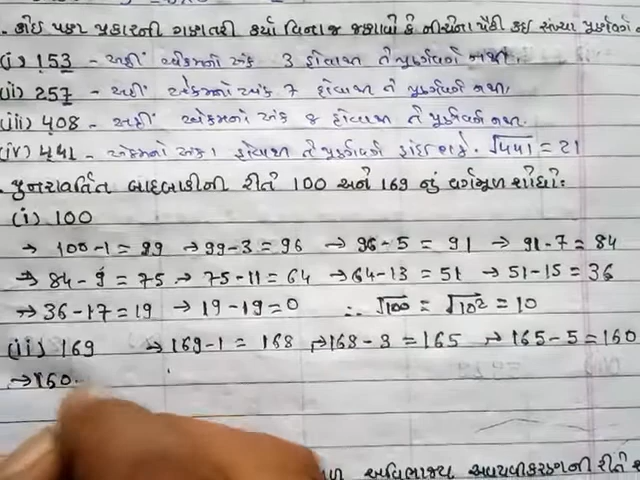 . કોઈ પણ પ્રકારની ગણતરી કર્યા વિના જ જણાવો કે નીચેના પૈકી કઈ સંખ્યા પૂર્ણવર્ગ
(i) 153 - અહીં એકમનો અંક 3 હોવાથી તે પૂર્ણવર્ગ નથી.
(ii) 257 - અહીં એકમનો અંક 7 હોવાથી તે પૂર્ણવર્ગ નથી.
(iii) 408 - અહીં એકમનો અંક 8 હોવાથી તે પૂર્ણવર્ગ નથી.
(iv) 441 - એકમનો અંક 1 હોવાથી તે પૂર્ણવર્ગ હોઈ શકે. √441 = 21
. પુનરાવર્તિત બાદબાકીની રીતે 100 અને 169 નું વર્ગમૂળ શોધો:
(i) 100
→ 100-1 = 99 → 99-3 = 96 → 96-5 = 91 → 91-7 = 84
→ 84-9 = 75 → 75-11 = 64 → 64-13 = 51 → 51-15 = 36
→ 36-17 = 19 → 19-19 = 0 ∴ √100 = √10² = 10
(ii) 169 → 169-1 = 168 → 168-3 = 165 → 165-5 = 160
→ 160-
અવિભાજ્ય અવયવીકરણની રીતે